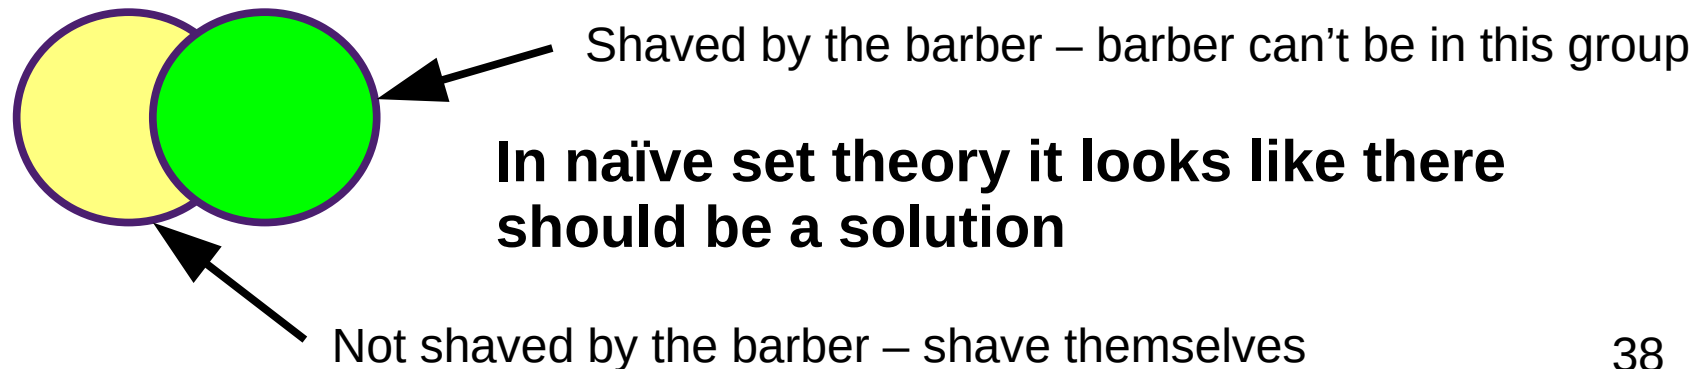 Shaved by the barber – barber can’t be in this group
In naïve set theory it looks like there
should be a solution
Not shaved by the barber – shave themselves
38